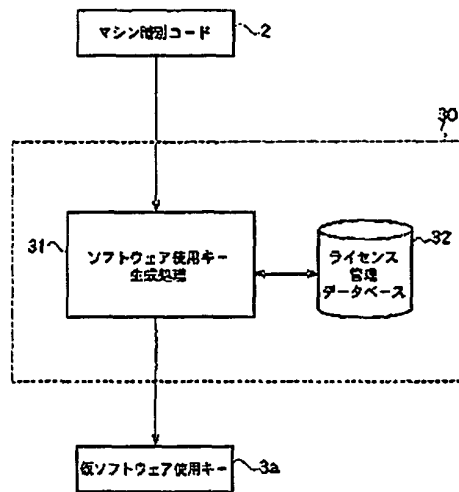 マシン識別コード
2
30
31
ソフトウェア使用キー
生成処理
32
ライセンス
管理
データベース
仮ソフトウェア使用キー
3a